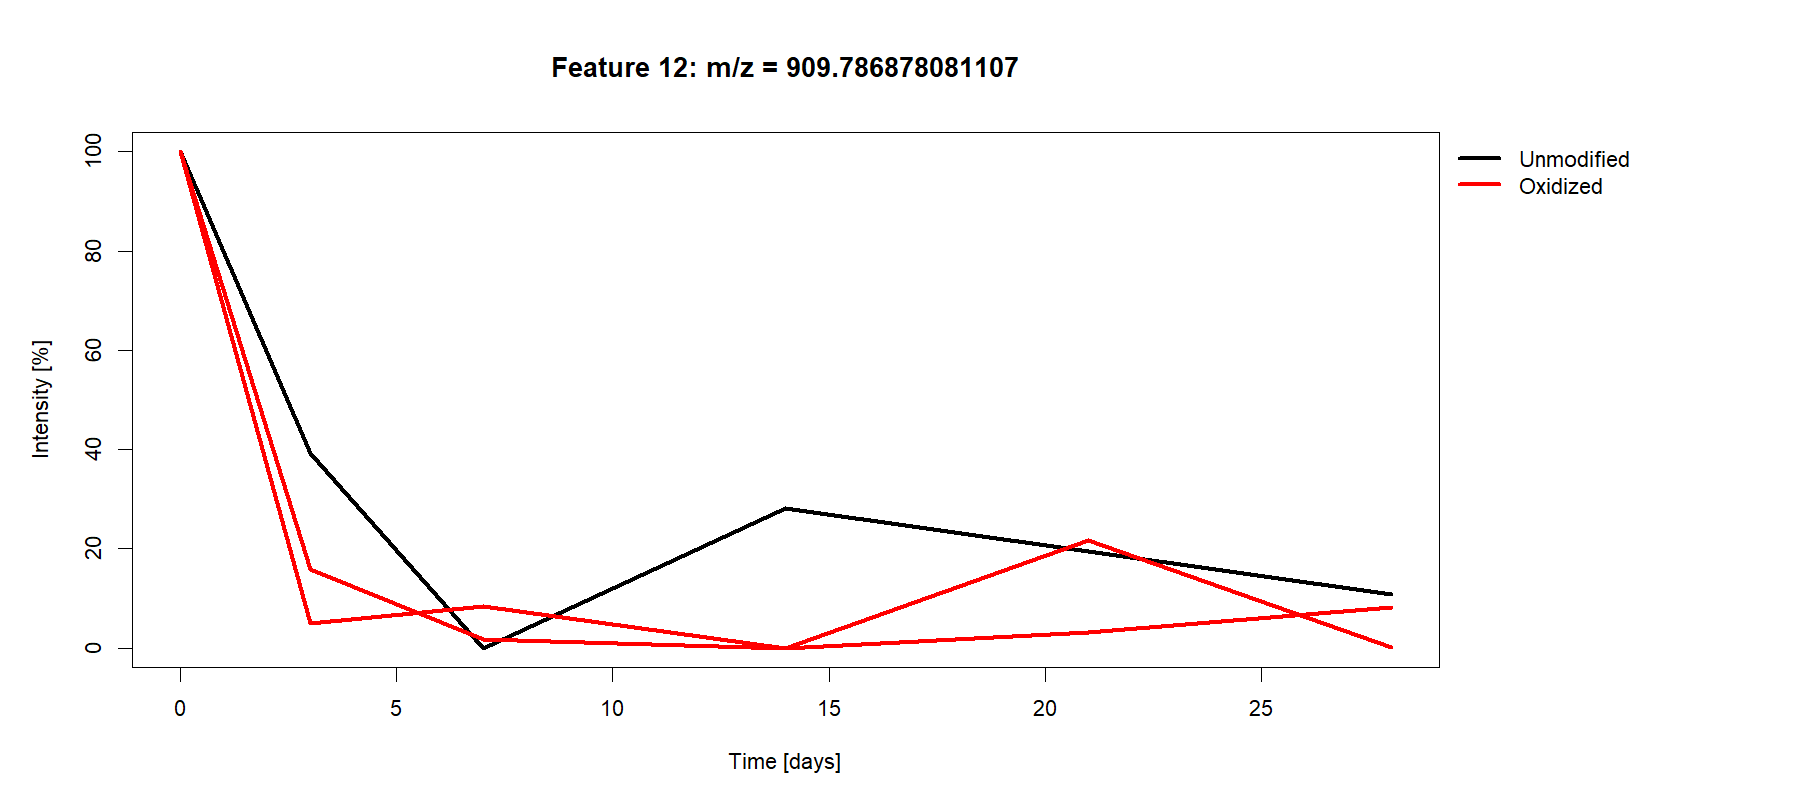 Feature 12: m/z = 909.786878081107
Unmodified
Oxidized
Intensity [%]
100
80
60
40
20
0
0 5 10 15 20 25
Time [days]